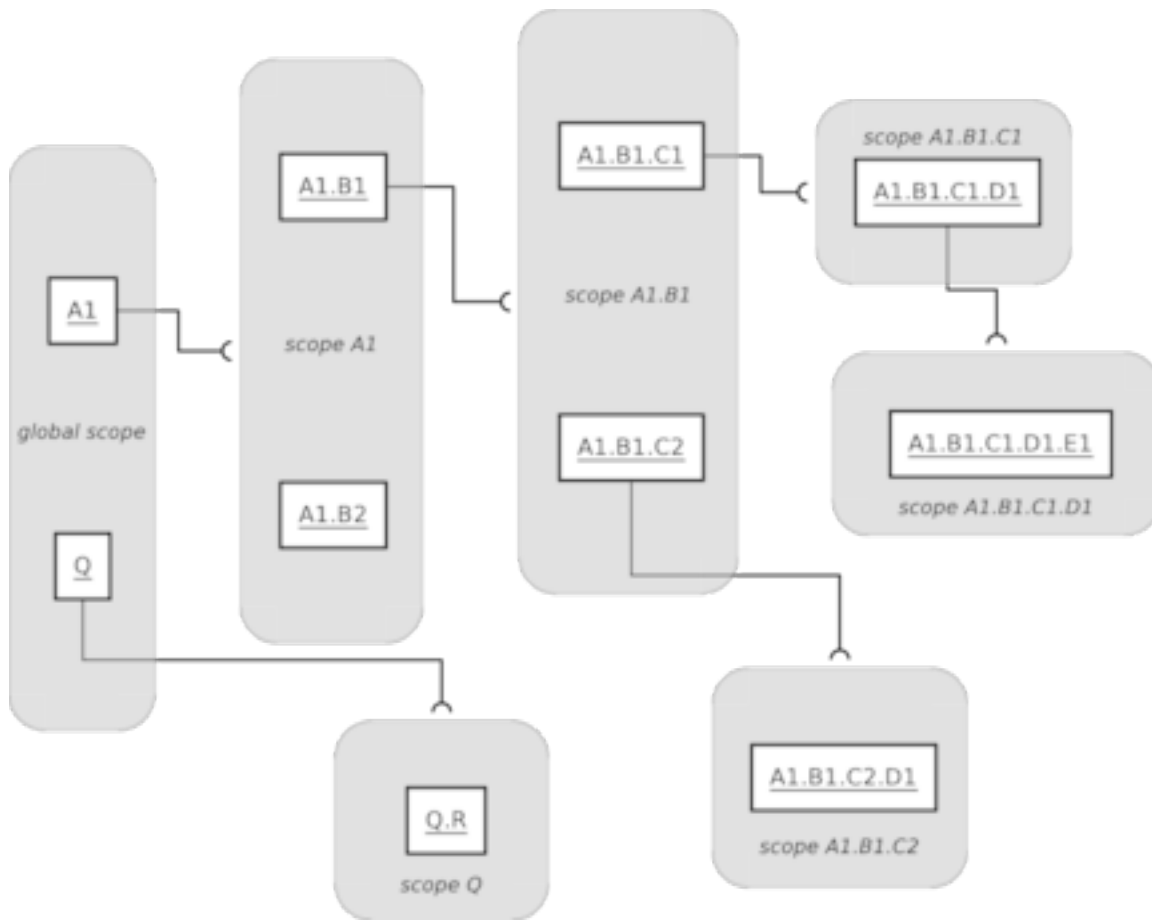 A1
global scope
Q
A1.B1
scope A1
A1.B2
A1.B1.C1
scope A1.B1
A1.B1.C2
scope A1.B1.C1
A1.B1.C1.D1
A1.B1.C1.D1.E1
scope A1.B1.C1.D1
Q.R
scope Q
A1.B1.C2.D1
scope A1.B1.C2